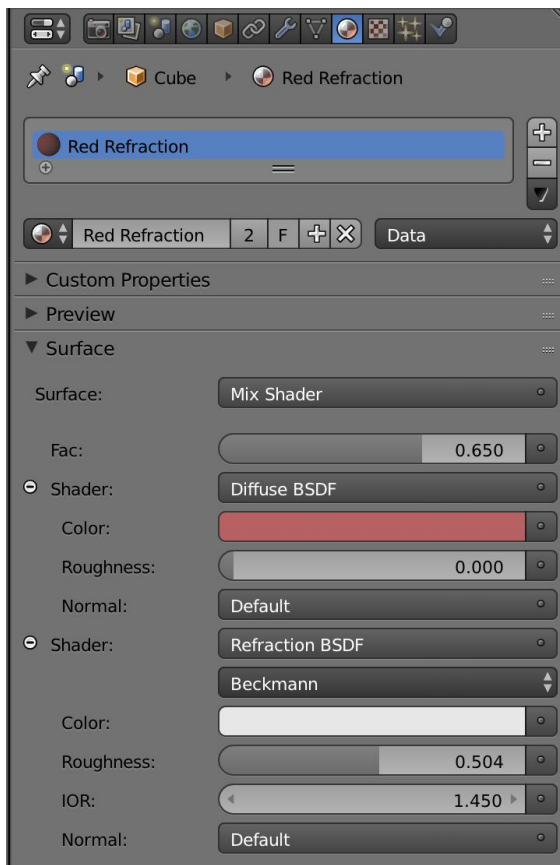 Cube Red Refraction
Red Refraction
Red Refraction 2 F Data
Custom Properties
Preview
Surface
Surface: Mix Shader
Fac: 0.650
Shader: Diffuse BSDF
Color:
Roughness: 0.000
Normal: Default
Shader: Refraction BSDF
Beckmann
Color:
Roughness: 0.504
IOR: 1.450
Normal: Default